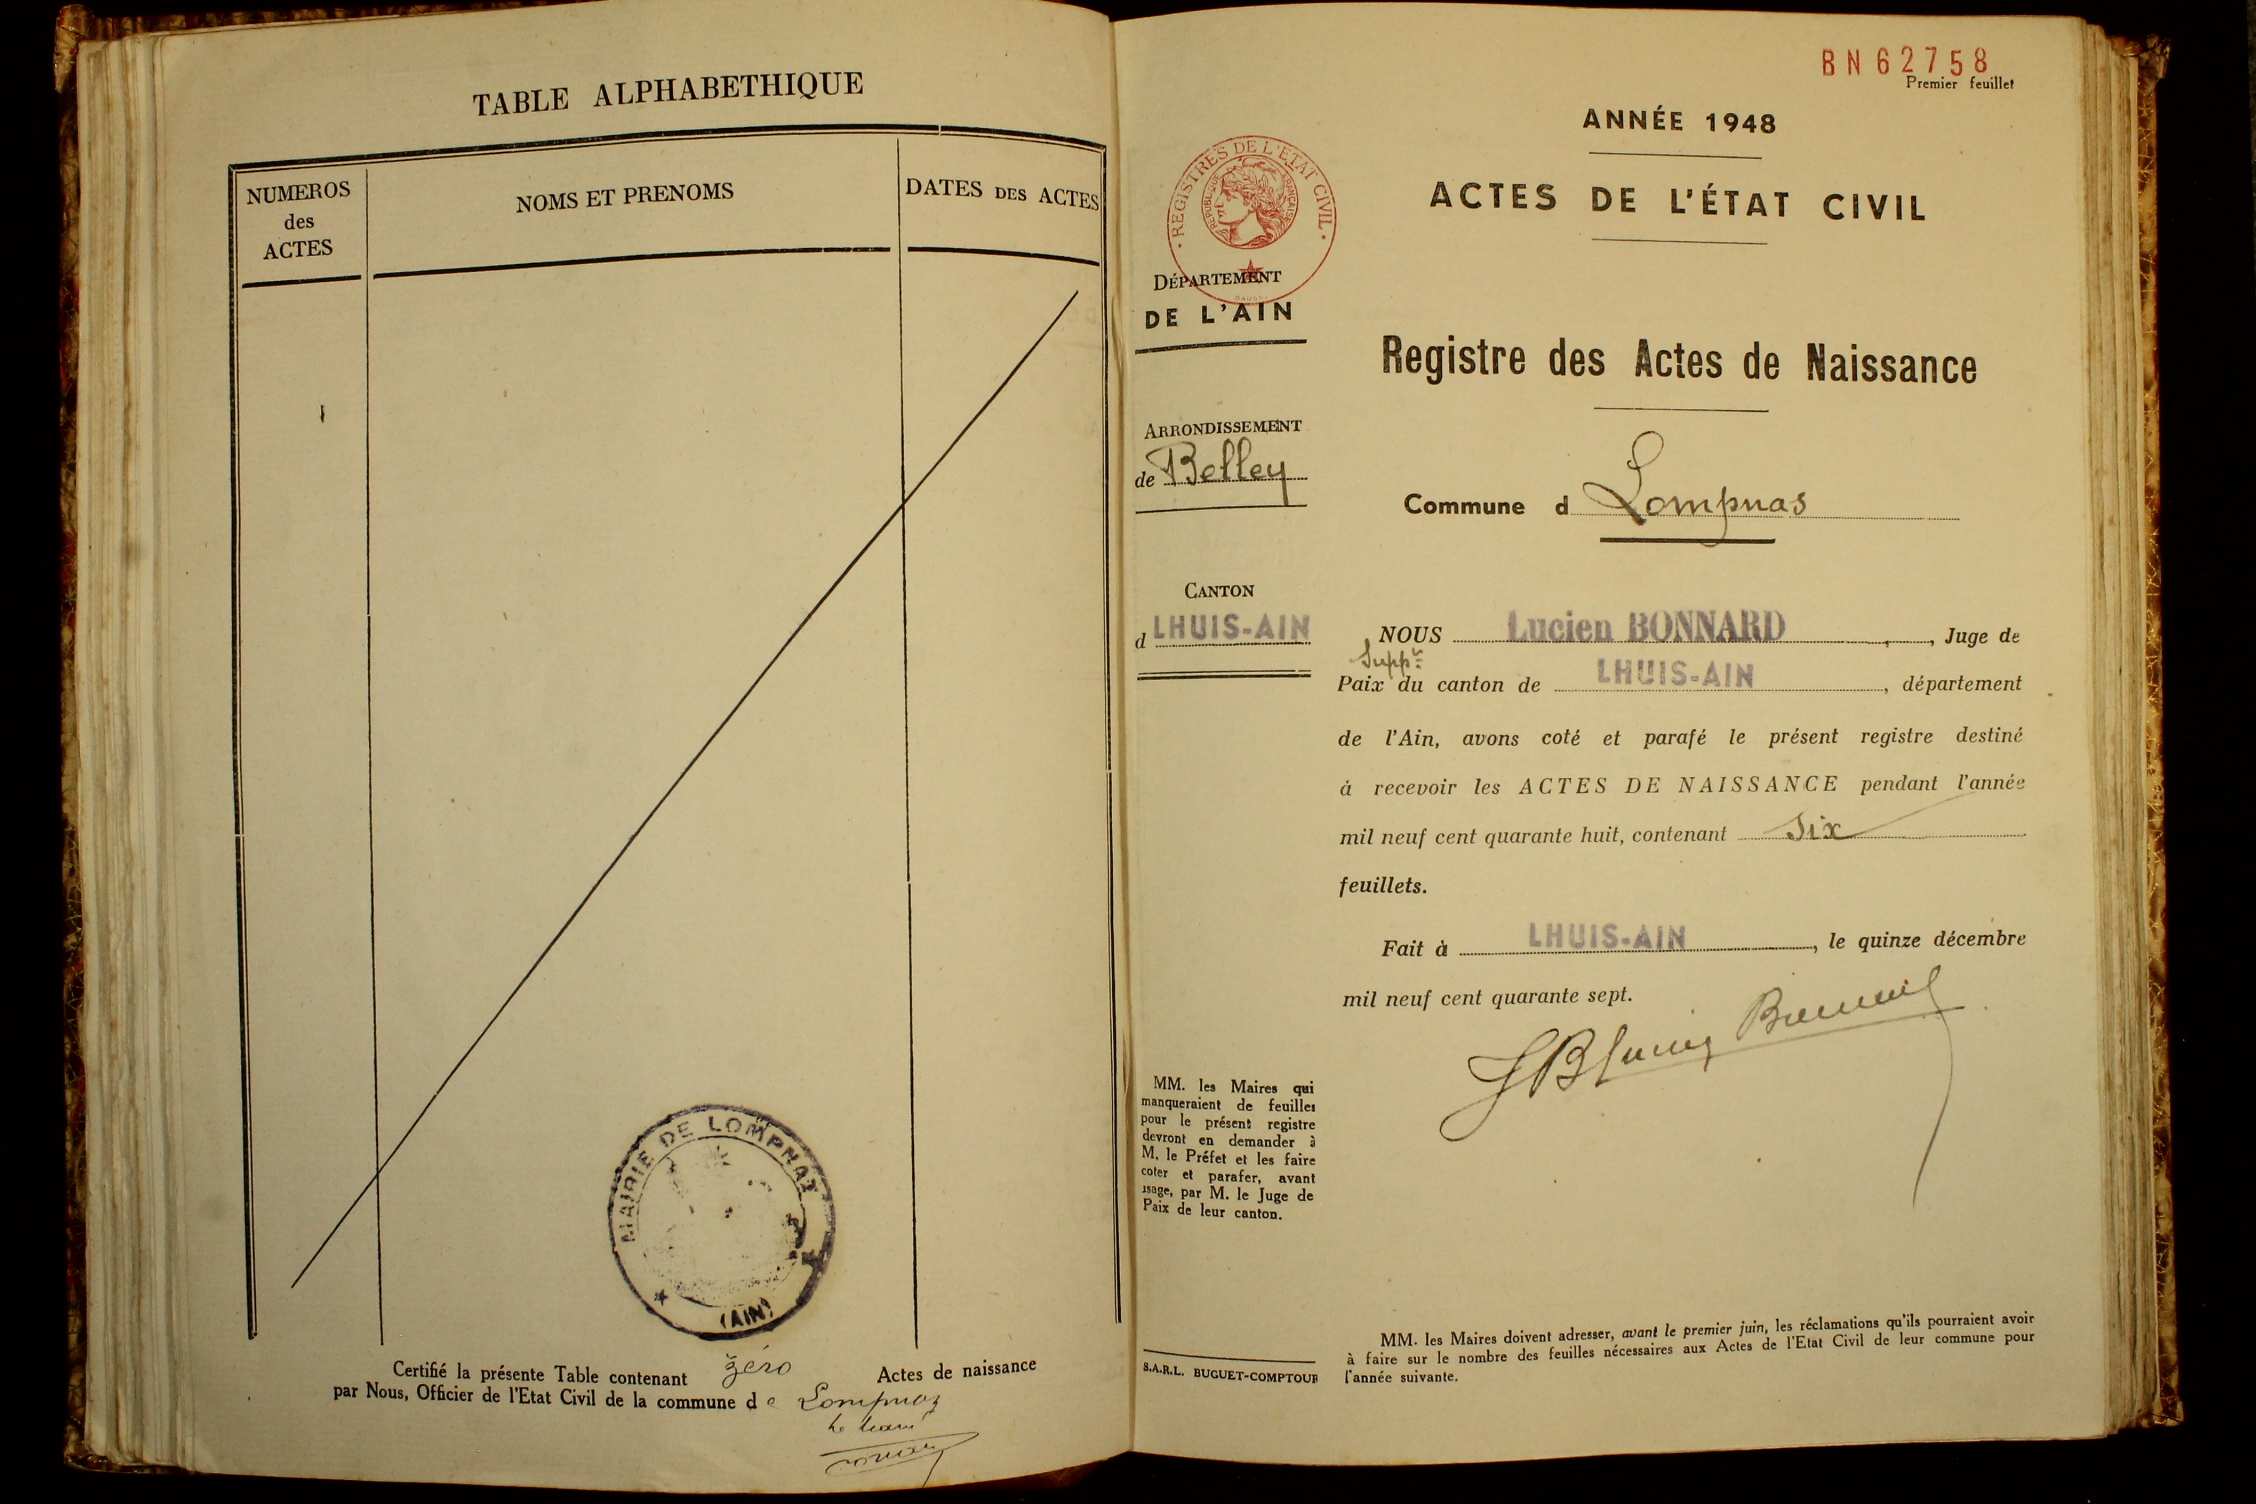 TABLE ALPHABETHIQUE
NUMEROS
des
ACTES
NOMS ET PRENOMS
DATES DES ACTES
MAIRIE DE LOMPNAZ
(AIN)
Certifié la présente Table contenant zéro Actes de naissance
par Nous, Officier de l'Etat Civil de la commune de Lompnaz
BN62758
Premier feuillet
ANNÉE 1948
ACTES DE L'ÉTAT CIVIL
REGISTRES DE L'ETAT CIVIL
REPUBLIQUE FRANÇAISE
DÉPARTEMENT
DE L'AIN
Registre des Actes de Naissance
ARRONDISSEMENT
de Belley
Commune d Lompnas
CANTON
d LHUIS-AIN
NOUS Lucien BONNARD, Juge de
Suppt
Paix du canton de LHUIS-AIN, département
de l'Ain, avons coté et parafé le présent registre destiné
à recevoir les ACTES DE NAISSANCE pendant l'année
mil neuf cent quarante huit, contenant Six
feuillets.
Fait à LHUIS-AIN, le quinze décembre
mil neuf cent quarante sept.
MM. les Maires qui
manqueraient de feuilles
pour le présent registre
devront en demander à
M. le Préfet et les faire
coter et parafer, avant
usage, par M. le Juge de
Paix de leur canton.
S.A.R.L. BUGUET-COMPTOUR
MM. les Maires doivent adresser, avant le premier juin, les réclamations qu'ils pourraient avoir
à faire sur le nombre des feuilles nécessaires aux Actes de l'Etat Civil de leur commune pour
l'année suivante.